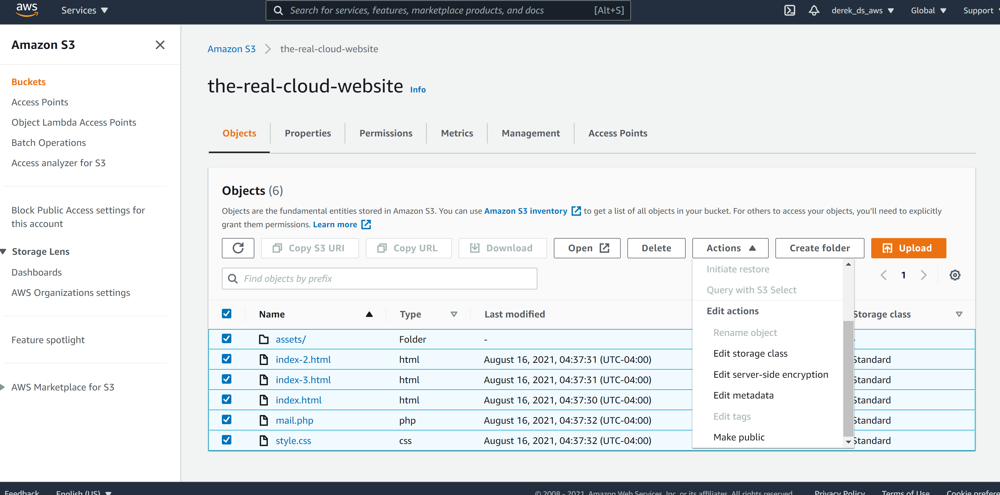 aws
Services
Search for services, features, marketplace products, and docs
[Alt+S]
derek_ds_aws
Global
Support
Amazon S3
Buckets
Access Points
Object Lambda Access Points
Batch Operations
Access analyzer for S3
Block Public Access settings for
this account
Storage Lens
Dashboards
AWS Organizations settings
Feature spotlight
AWS Marketplace for S3
Amazon S3
the-real-cloud-website
the-real-cloud-website Info
Objects
Properties
Permissions
Metrics
Management
Access Points
Objects (6)
Objects are the fundamental entities stored in Amazon S3. You can use Amazon S3 inventory to get a list of all objects in your bucket. For others to access your objects, you'll need to explicitly
grant them permissions. Learn more
Copy S3 URI
Copy URL
Download
Open
Delete
Actions
Create folder
Upload
Find objects by prefix
1
Initiate restore
Query with S3 Select
Edit actions
Rename object
Edit storage class
Edit server-side encryption
Edit metadata
Edit tags
Make public
Name Type Last modified Storage class
assets/ Folder -
index-2.html html August 16, 2021, 04:37:31 (UTC-04:00) Standard
index-3.html html August 16, 2021, 04:37:31 (UTC-04:00) Standard
index.html html August 16, 2021, 04:37:30 (UTC-04:00) Standard
mail.php php August 16, 2021, 04:37:32 (UTC-04:00) Standard
style.css css August 16, 2021, 04:37:32 (UTC-04:00) Standard
Feedback
English (US)
© 2008 - 2021, Amazon Web Services, Inc. or its affiliates. All rights reserved.
Privacy Policy
Terms of Use
Cookie